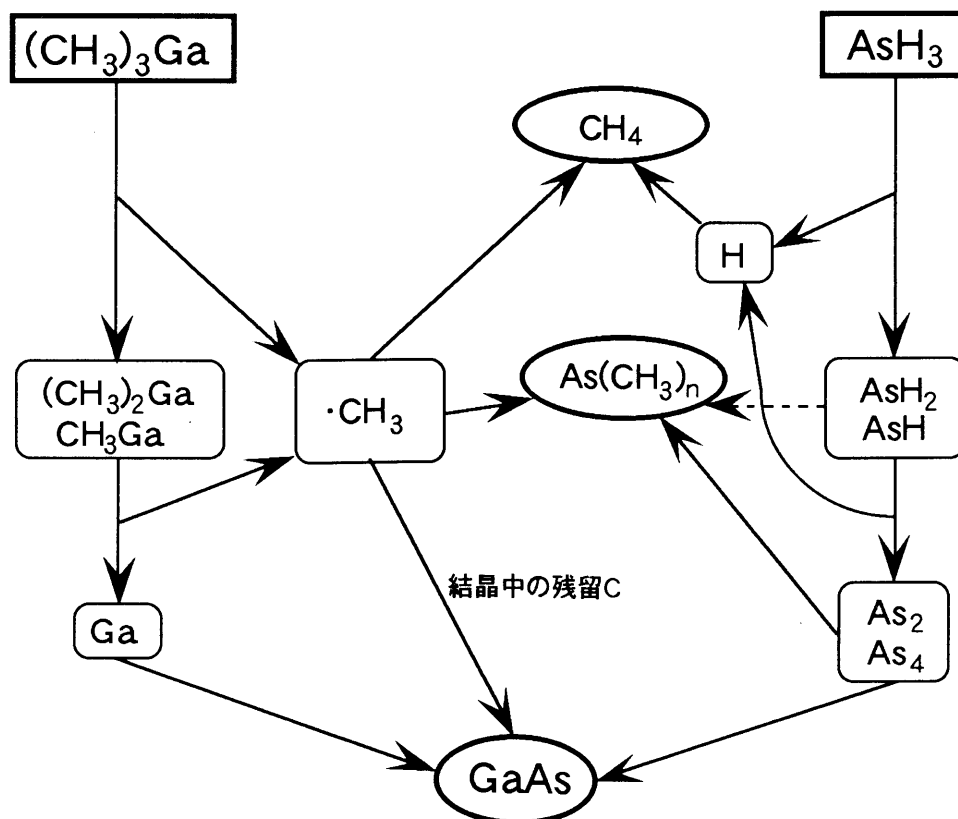 (CH₃)₃Ga
AsH₃
CH₄
H
(CH₃)₂Ga
CH₃Ga
·CH₃
As(CH₃)ₙ
AsH₂
AsH
結晶中の残留C
Ga
As₂
As₄
GaAs